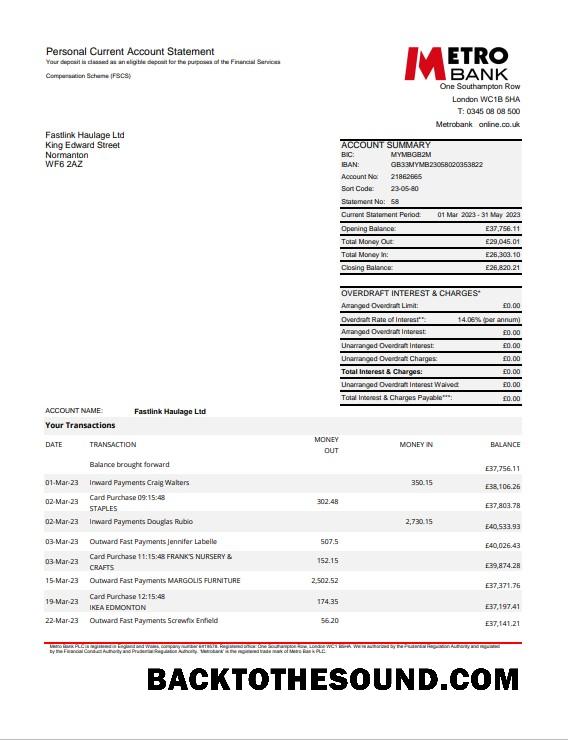 Personal Current Account Statement
Your deposit is classed as an eligible deposit for the purposes of the Financial Services
Compensation Scheme (FSCS)
METRO
BANK
One Southampton Row
London WC1B 5HA
T: 0345 08 08 500
Metrobank online.co.uk
Fastlink Haulage Ltd
King Edward Street
Normanton
WF6 2AZ
ACCOUNT SUMMARY
BIC: MYMBGB2M
IBAN: GB33MYMB23058020353822
Account No: 21862665
Sort Code: 23-05-80
Statement No: 58
Current Statement Period: 01 Mar 2023 - 31 May 2023
Opening Balance: £37,756.11
Total Money Out: £29,045.01
Total Money In: £26,303.10
Closing Balance: £26,820.21
OVERDRAFT INTEREST & CHARGES*
Arranged Overdraft Limit: £0.00
Overdraft Rate of Interest**: 14.06% (per annum)
Arranged Overdraft Interest: £0.00
Unarranged Overdraft Interest: £0.00
Unarranged Overdraft Charges: £0.00
Total Interest & Charges: £0.00
Unarranged Overdraft Interest Waived: £0.00
Total Interest & Charges Payable***: £0.00
ACCOUNT NAME: Fastlink Haulage Ltd
Your Transactions
DATE TRANSACTION MONEY OUT MONEY IN BALANCE
Balance brought forward £37,756.11
01-Mar-23 Inward Payments Craig Walters 350.15 £38,106.26
02-Mar-23 Card Purchase 09:15:48 302.48 £37,803.78
STAPLES
02-Mar-23 Inward Payments Douglas Rubio 2,730.15 £40,533.93
03-Mar-23 Outward Fast Payments Jennifer Labelle 507.5 £40,026.43
03-Mar-23 Card Purchase 11:15:48 FRANK'S NURSERY & 152.15 £39,874.28
CRAFTS
15-Mar-23 Outward Fast Payments MARGOLIS FURNITURE 2,502.52 £37,371.76
19-Mar-23 Card Purchase 12:15:48 174.35 £37,197.41
IKEA EDMONTON
22-Mar-23 Outward Fast Payments Screwfix Enfield 56.20 £37,141.21
Metro Bank PLC is registered in England and Wales, company number 6419578. Registered office: One Southampton Row, London WC1 B5HA. We're authorized by the Prudential Regulation Authority and regulated
by the Financial Conduct Authority and Prudential Regulation Authority. 'Metrobank' is the registered trade mark of Metro Bank PLC.
BACKTOTHESOUND.COM